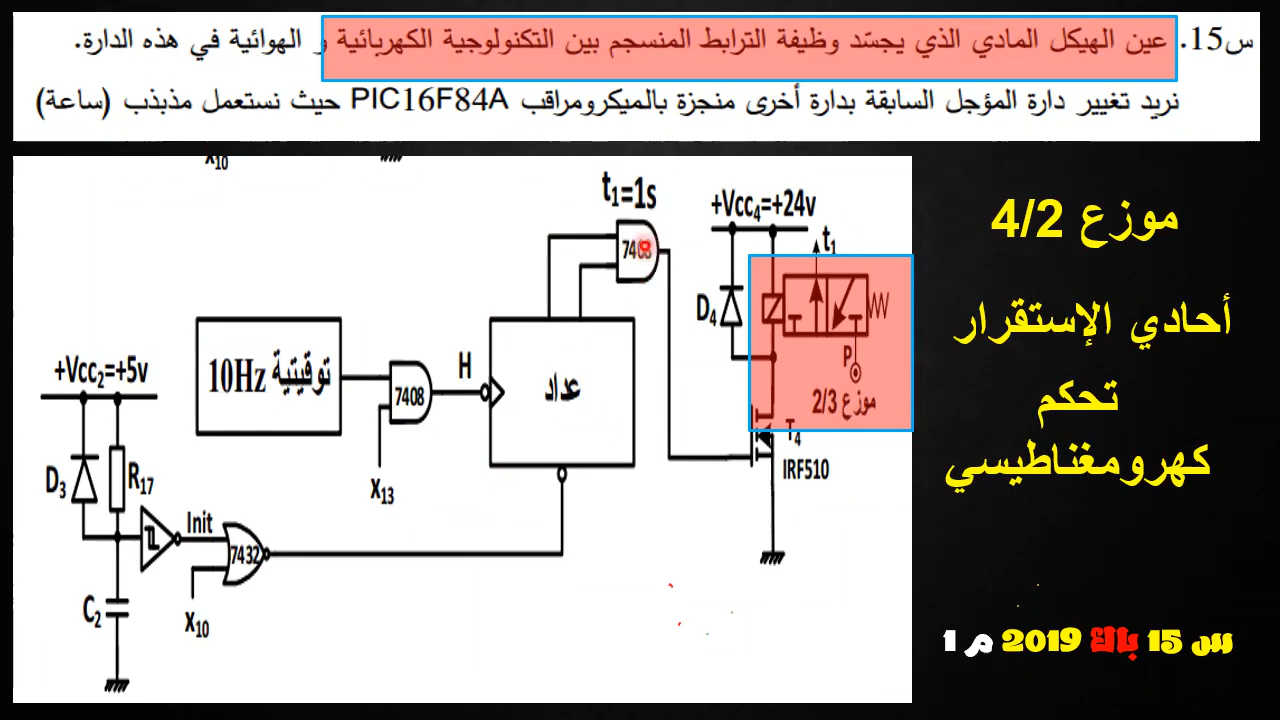 س15. عين الهيكل المادي الذي يجسّد وظيفة الترابط المنسجم بين التكنولوجية الكهربائية و الهوائية في هذه الدارة.
نريد تغيير دارة المؤجل السابقة بدارة أخرى منجزة بالميكرومراقب PIC16F84A حيث نستعمل مذبذب (ساعة)
x10
t1=1s
+Vcc4=+24v
7408
t1
D4
P
موزع 2/3
T4
IRF510
+Vcc2=+5v
توقيتية 10Hz
7408
H
عداد
x13
D3
R17
Init
7432
C2
x10
موزع 4/2
أحادي الإستقرار
تحكم
كهرومغناطيسي
س 15 باك 2019 م 1